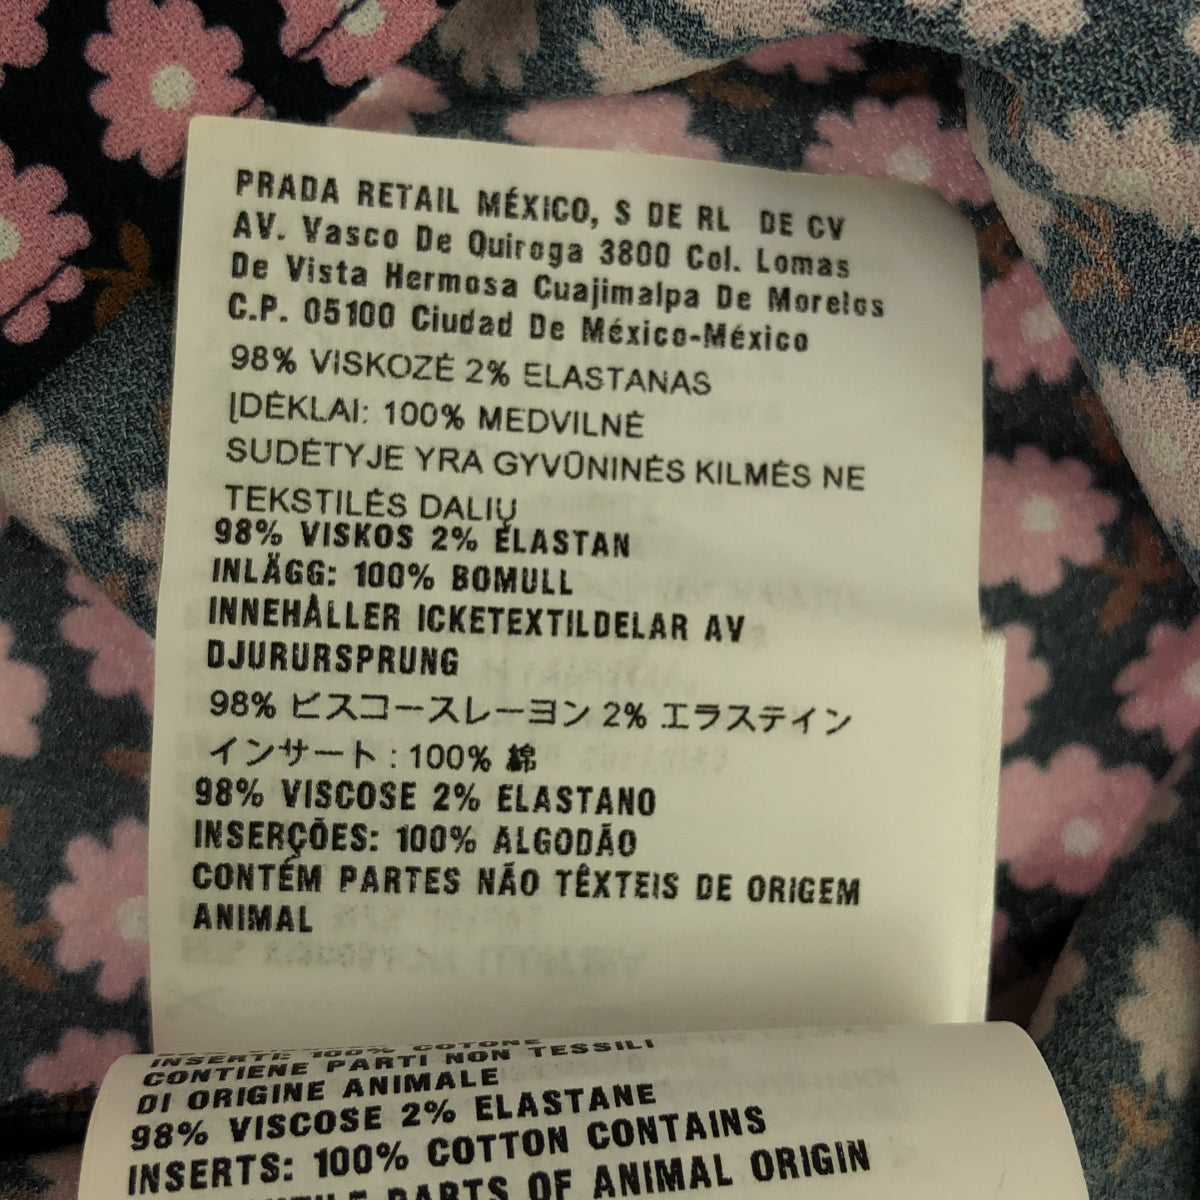 PRADA RETAIL MÉXICO, S DE RL DE CV
AV. Vasco De Quiroga 3800 Col. Lomas
De Vista Hermosa Cuajimalpa De Morelos
C.P. 05100 Ciudad De México-México
98% VISKOZĖ 2% ELASTANAS
ĮDĖKLAI: 100% MEDVILNĖ
SUDĖTYJE YRA GYVŪNINĖS KILMĖS NE
TEKSTILĖS DALIŲ
98% VISKOS 2% ELASTAN
INLÄGG: 100% BOMULL
INNEHÅLLER ICKETEXTILDELAR AV
DJURURSPRUNG
98% ビスコースレーヨン 2% エラステイン
インサート : 100% 綿
98% VISCOSE 2% ELASTANO
INSERÇÕES: 100% ALGODÃO
CONTÉM PARTES NÃO TÊXTEIS DE ORIGEM
ANIMAL
INSERTI: 100% COTONE
CONTIENE PARTI NON TESSILI
DI ORIGINE ANIMALE
98% VISCOSE 2% ELASTANE
INSERTS: 100% COTTON CONTAINS
PARTS OF ANIMAL ORIGIN